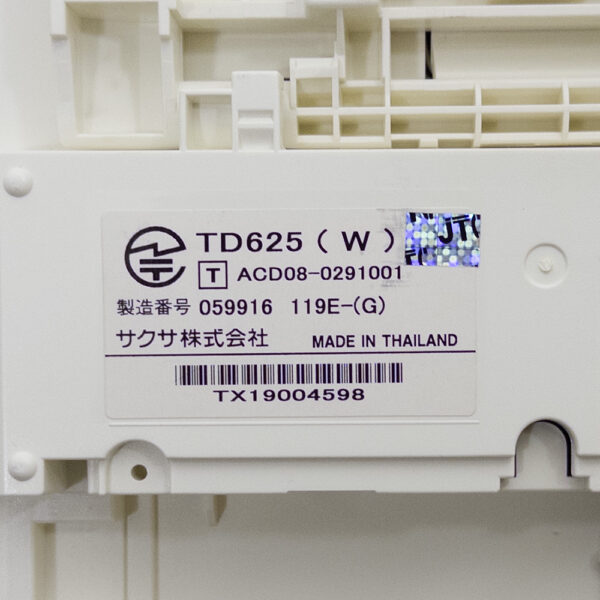 TD625 (W)
JTC
T ACD08-0291001
製造番号 059916 119E-(G)
サクサ株式会社 MADE IN THAILAND
TX19004598